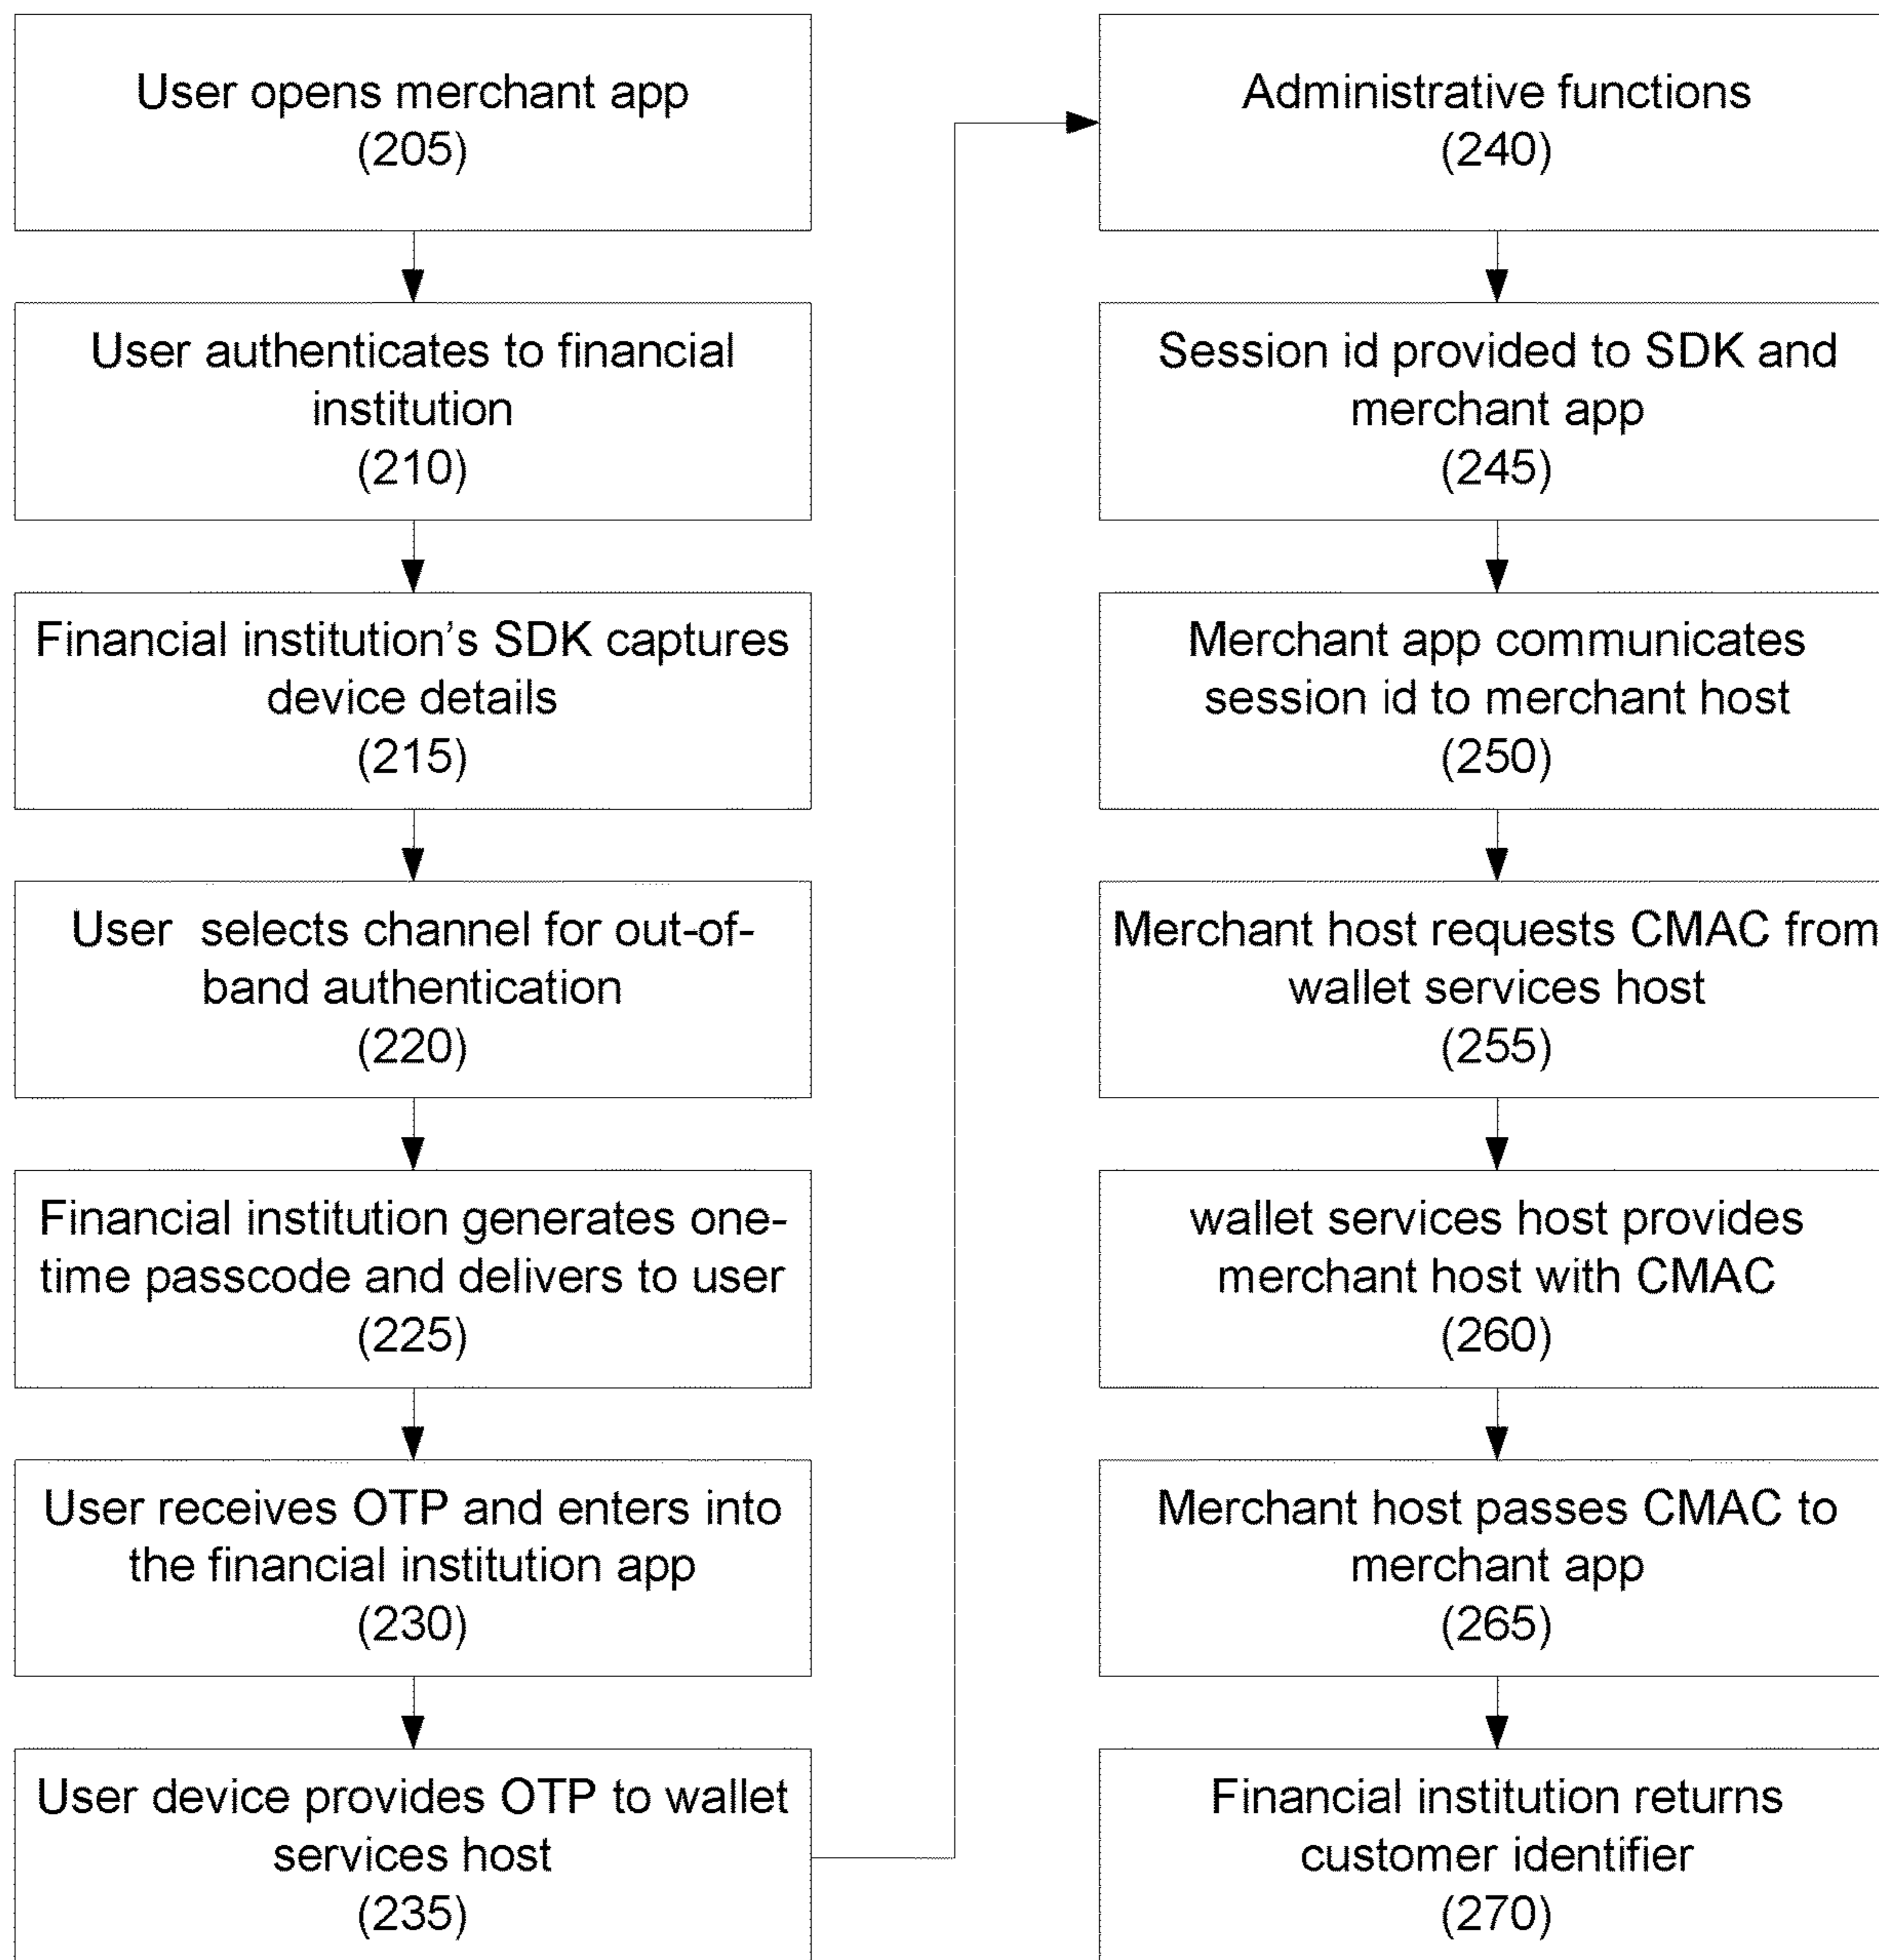 User opens merchant app
(205)
User authenticates to financial
institution
(210)
Financial institution's SDK captures
device details
(215)
User  selects channel for out-of-
band authentication
(220)
Financial institution generates one-
time passcode and delivers to user
(225)
User receives OTP and enters into
the financial institution app
(230)
User device provides OTP to wallet
services host
(235)
Administrative functions
(240)
Session id provided to SDK and
merchant app
(245)
Merchant app communicates
session id to merchant host
(250)
Merchant host requests CMAC from
wallet services host
(255)
wallet services host provides
merchant host with CMAC
(260)
Merchant host passes CMAC to
merchant app
(265)
Financial institution returns
customer identifier
(270)